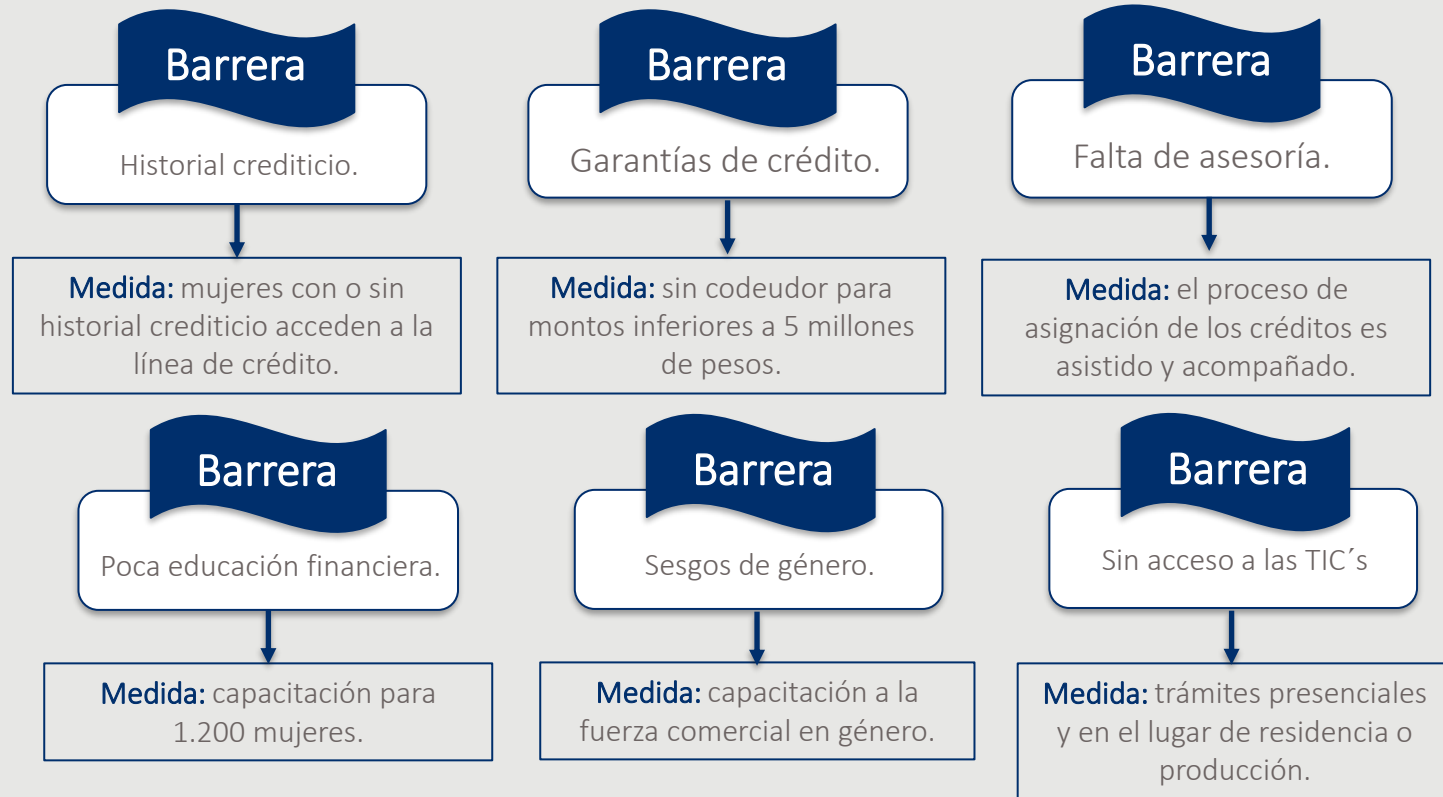 Barrera
Historial crediticio.
Medida: mujeres con o sin
historial crediticio acceden a la
línea de crédito.
Barrera
Garantías de crédito.
Medida: sin codeudor para
montos inferiores a 5 millones
de pesos.
Barrera
Falta de asesoría.
Medida: el proceso de
asignación de los créditos es
asistido y acompañado.
Barrera
Poca educación financiera.
Medida: capacitación para
1.200 mujeres.
Barrera
Sesgos de género.
Medida: capacitación a la
fuerza comercial en género.
Barrera
Sin acceso a las TIC´s
Medida: trámites presenciales
y en el lugar de residencia o
producción.